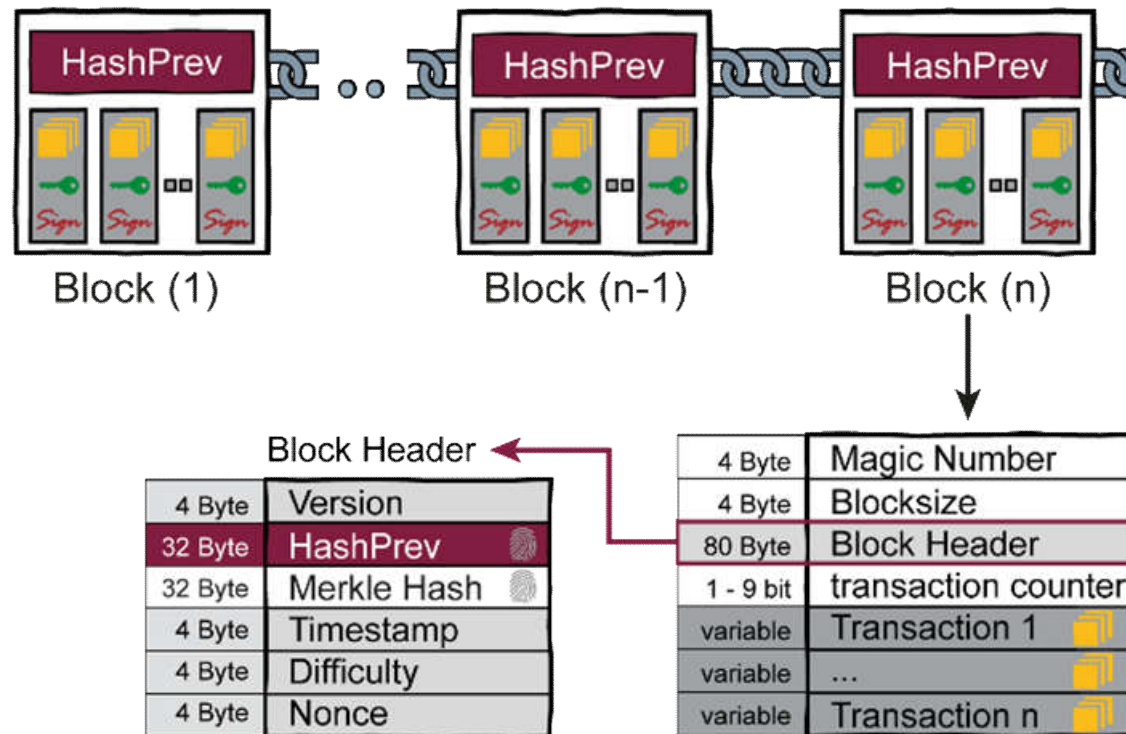 HashPrev
HashPrev
HashPrev
Sign Sign Sign
Sign Sign Sign
Sign Sign Sign
Block (1)
Block (n-1)
Block (n)
Block Header
4 Byte Version
32 Byte HashPrev
32 Byte Merkle Hash
4 Byte Timestamp
4 Byte Difficulty
4 Byte Nonce
4 Byte Magic Number
4 Byte Blocksize
80 Byte Block Header
1 - 9 bit transaction counter
variable Transaction 1
variable ...
variable Transaction n